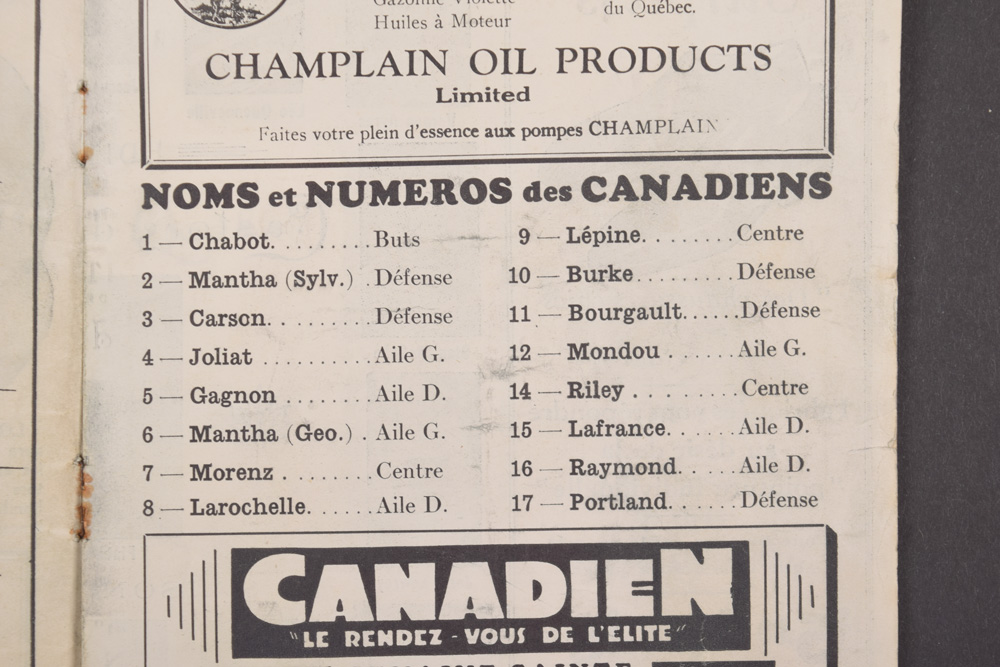 Gazoline Violette
Huiles à Moteur
du Québec.
CHAMPLAIN OIL PRODUCTS
Limited
Faites votre plein d'essence aux pompes CHAMPLAIN
NOMS et NUMEROS des CANADIENS
1 — Chabot. . . . . . . . . Buts
2 — Mantha (Sylv.) . Défense
3 — Carson. . . . . . . . . Défense
4 — Joliat . . . . . . . . . Aile G.
5 — Gagnon . . . . . . . Aile D.
6 — Mantha (Geo.) . Aile G.
7 — Morenz . . . . . . . . Centre
8 — Larochelle. . . . . . Aile D.
9 — Lépine. . . . . . . . Centre
10 — Burke. . . . . . . . Défense
11 — Bourgault. . . . . . Défense
12 — Mondou . . . . . . Aile G.
14 — Riley . . . . . . . . Centre
15 — Lafrance. . . . . . Aile D.
16 — Raymond. . . . . Aile D.
17 — Portland. . . . . . Défense
CANADIEN
"LE RENDEZ-VOUS DE L'ELITE"